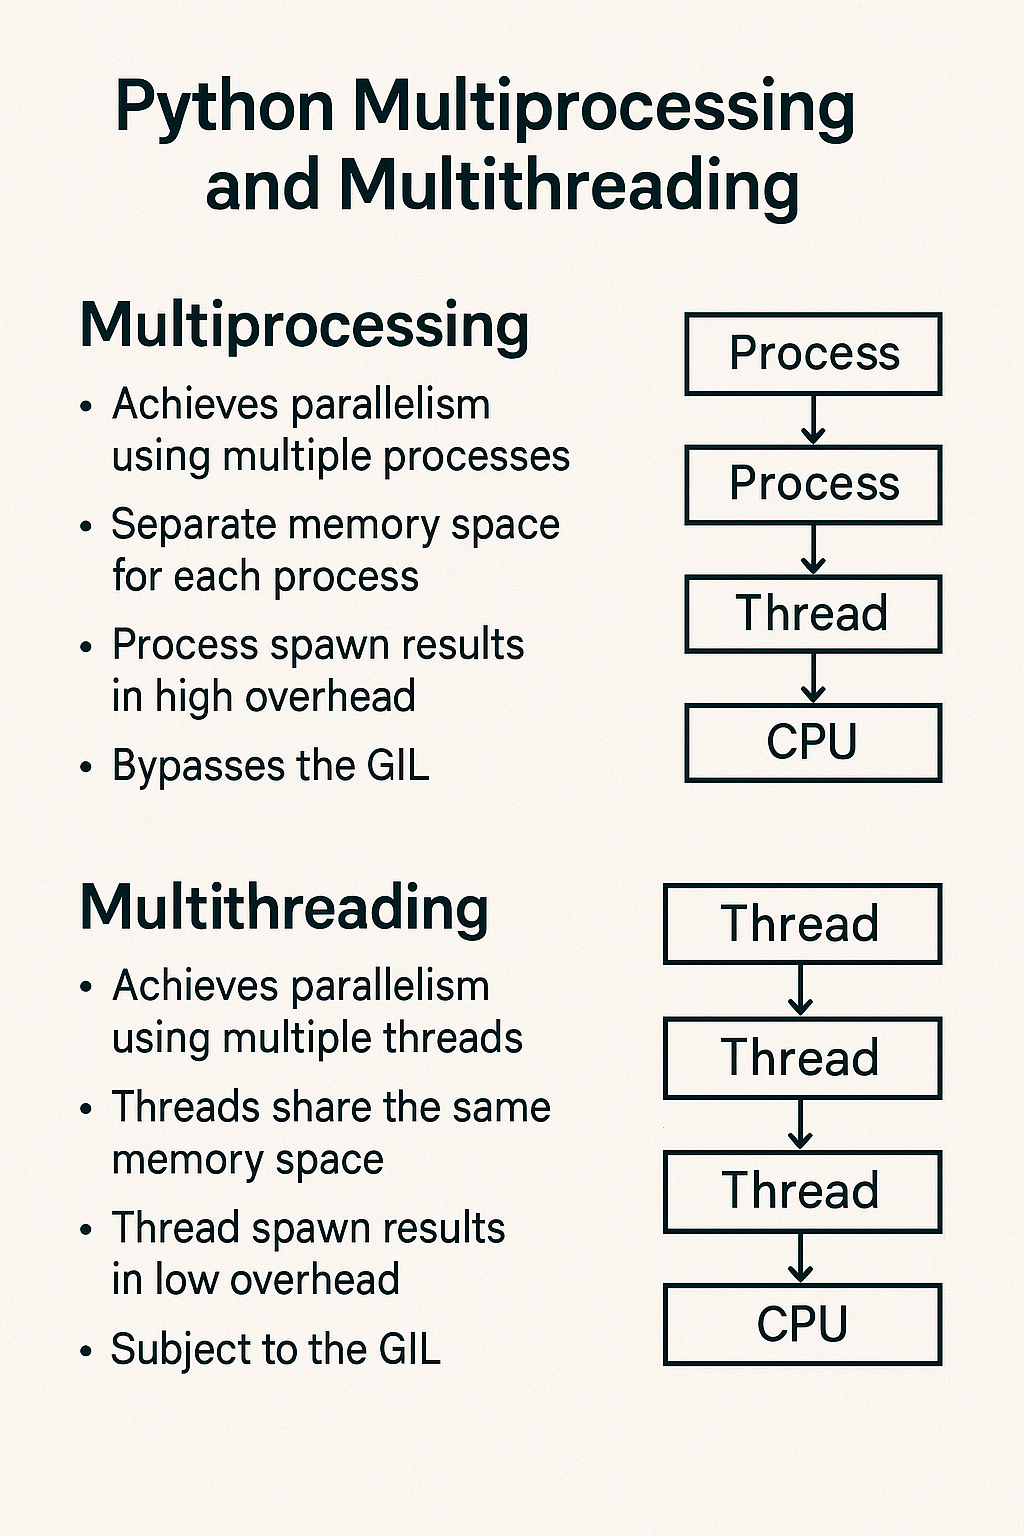 Python Multiprocessing
and Multithreading
Multiprocessing
• Achieves parallelism
using multiple processes
• Separate memory space
for each process
• Process spawn results
in high overhead
• Bypasses the GIL
Process
Process
Thread
CPU
Multithreading
• Achieves parallelism
using multiple threads
• Threads share the same
memory space
• Thread spawn results
in low overhead
• Subject to the GIL
Thread
Thread
Thread
CPU